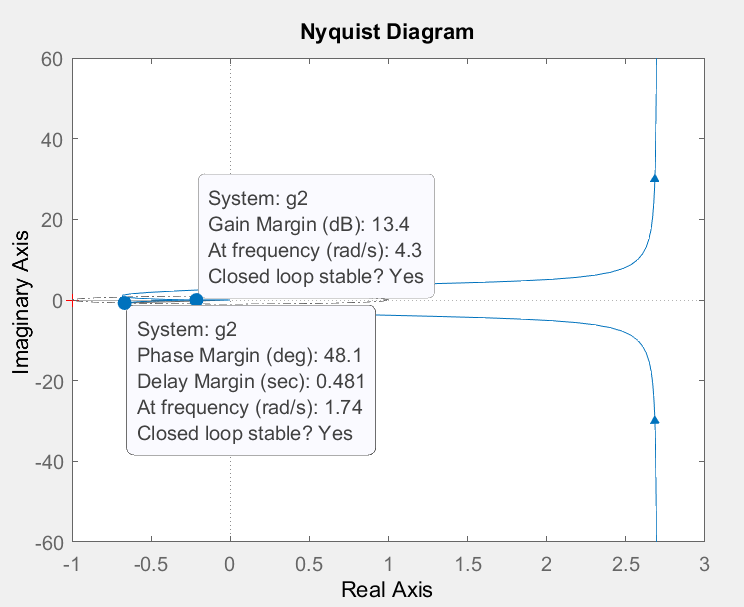 Nyquist Diagram
60
40
20
0
-20
-40
-60
Imaginary Axis
System: g2
Gain Margin (dB): 13.4
At frequency (rad/s): 4.3
Closed loop stable? Yes
System: g2
Phase Margin (deg): 48.1
Delay Margin (sec): 0.481
At frequency (rad/s): 1.74
Closed loop stable? Yes
-1 -0.5 0 0.5 1 1.5 2 2.5 3
Real Axis